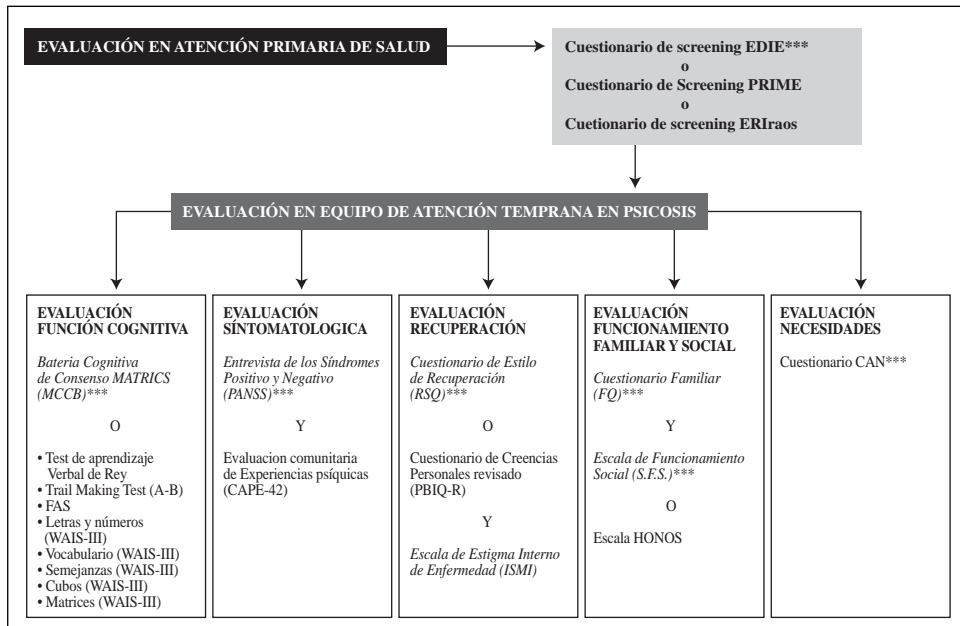 EVALUACIÓN EN ATENCIÓN PRIMARIA DE SALUD
Cuestionario de screening EDIE***
o
Cuestionario de Screening PRIME
o
Cuetionario de screening ERIraos
EVALUACIÓN EN EQUIPO DE ATENCIÓN TEMPRANA EN PSICOSIS
EVALUACIÓN
FUNCIÓN COGNITIVA
Bateria Cognitiva
de Consenso MATRICS
(MCCB)***
O
• Test de aprendizaje
Verbal de Rey
• Trail Making Test (A-B)
• FAS
• Letras y números
(WAIS-III)
• Vocabulario (WAIS-III)
• Semejanzas (WAIS-III)
• Cubos (WAIS-III)
• Matrices (WAIS-III)
EVALUACIÓN
SÍNTOMATOLOGICA
Entrevista de los Síndromes
Positivo y Negativo
(PANSS)***
Y
Evaluacion comunitaria
de Experiencias psíquicas
(CAPE-42)
EVALUACIÓN
RECUPERACIÓN
Cuestionario de Estilo
de Recuperación
(RSQ)***
O
Cuestionario de Creencias
Personales revisado
(PBIQ-R)
Y
Escala de Estigma Interno
de Enfermedad (ISMI)
EVALUACIÓN
FUNCIONAMIENTO
FAMILIAR Y SOCIAL
Cuestionario Familiar
(FQ)***
Y
Escala de Funcionamiento
Social (S.F.S.)***
O
Escala HONOS
EVALUACIÓN
NECESIDADES
Cuestionario CAN***